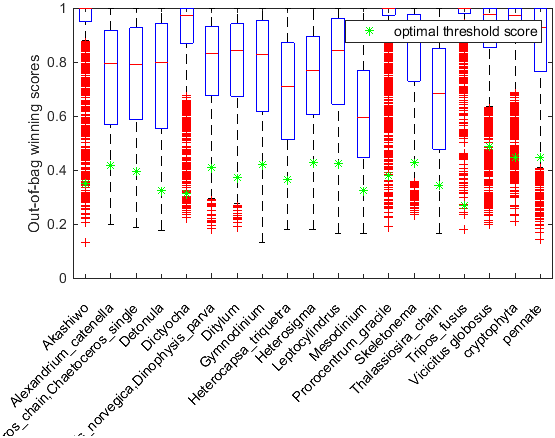 optimal threshold score
Out-of-bag winning scores
1
0.8
0.6
0.4
0.2
0
Akashiwo
Alexandrium_catenella
ros_chain,Chaetoceros_single
Detonula
Dictyocha
norvegica,Dinophysis_parva
Ditylum
Gymnodinium
Heterocapsa_triquetra
Heterosigma
Leptocylindrus
Mesodinium
Prorocentrum_gracile
Skeletonema
Thalassiosira_chain
Tripos_fusus
Vicicitus globosus
cryptophyta
pennate